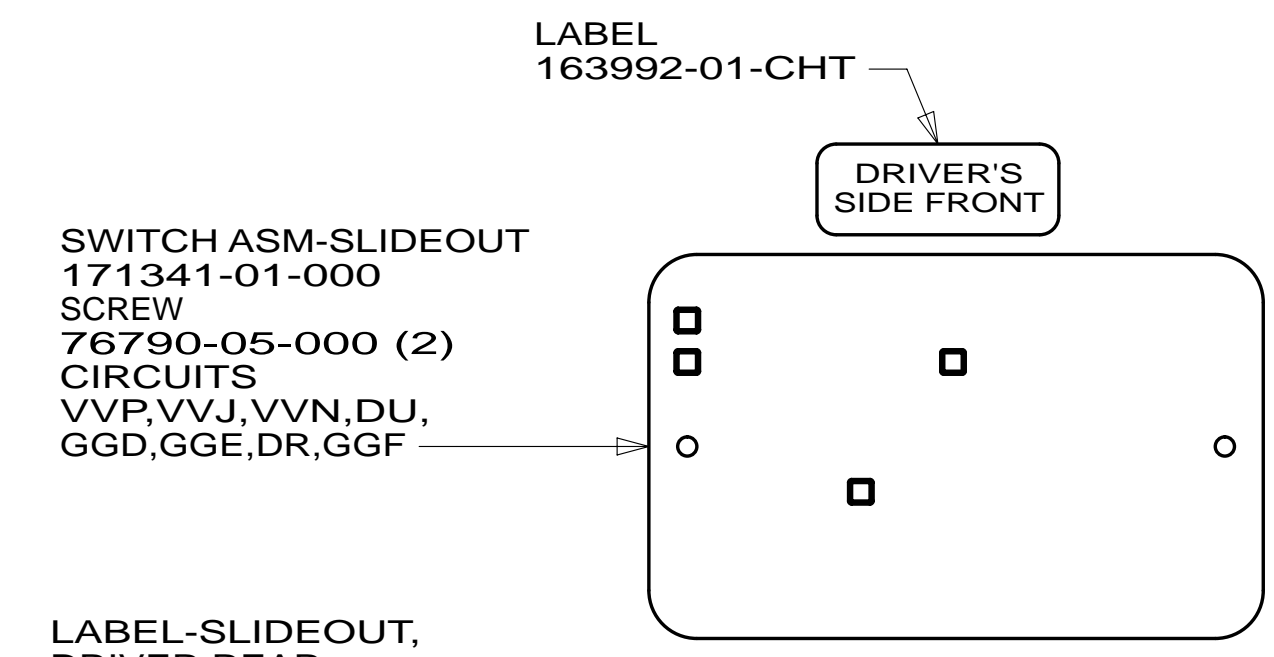 LABEL
163992-01-CHT
DRIVER'S
SIDE FRONT
SWITCH ASM-SLIDEOUT
171341-01-000
SCREW
76790-05-000 (2)
CIRCUITS
VVP,VVJ,VVN,DU,
GGD,GGE,DR,GGF
LABEL-SLIDEOUT,